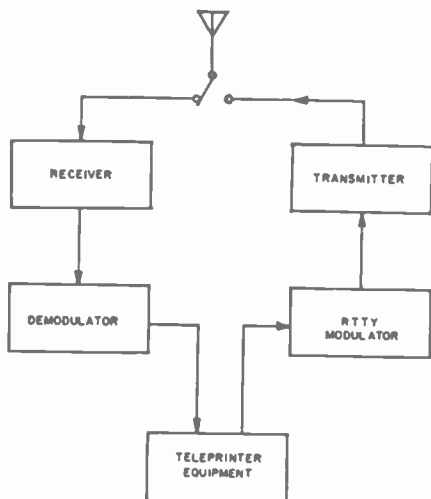 RECEIVER
TRANSMITTER
DEMODULATOR
RTTY
MODULATOR
TELEPRINTER
EQUIPMENT